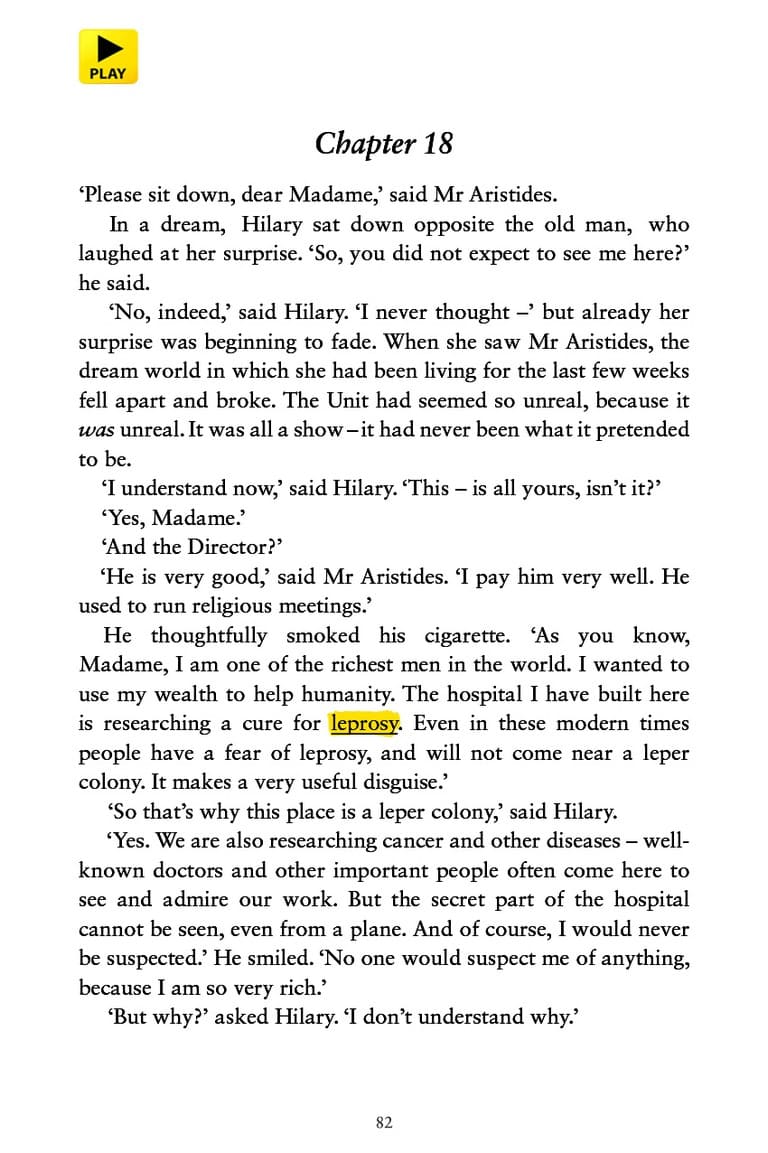 PLAY
Chapter 18
‘Please sit down, dear Madame,’ said Mr Aristides.
In a dream, Hilary sat down opposite the old man, who
laughed at her surprise. ‘So, you did not expect to see me here?’
he said.
‘No, indeed,’ said Hilary. ‘I never thought –’ but already her
surprise was beginning to fade. When she saw Mr Aristides, the
dream world in which she had been living for the last few weeks
fell apart and broke. The Unit had seemed so unreal, because it
was unreal. It was all a show – it had never been what it pretended
to be.
‘I understand now,’ said Hilary. ‘This – is all yours, isn’t it?’
‘Yes, Madame.’
‘And the Director?’
‘He is very good,’ said Mr Aristides. ‘I pay him very well. He
used to run religious meetings.’
He thoughtfully smoked his cigarette. ‘As you know,
Madame, I am one of the richest men in the world. I wanted to
use my wealth to help humanity. The hospital I have built here
is researching a cure for leprosy. Even in these modern times
people have a fear of leprosy, and will not come near a leper
colony. It makes a very useful disguise.’
‘So that’s why this place is a leper colony,’ said Hilary.
‘Yes. We are also researching cancer and other diseases – well-
known doctors and other important people often come here to
see and admire our work. But the secret part of the hospital
cannot be seen, even from a plane. And of course, I would never
be suspected.’ He smiled. ‘No one would suspect me of anything,
because I am so very rich.’
‘But why?’ asked Hilary. ‘I don’t understand why.’
82